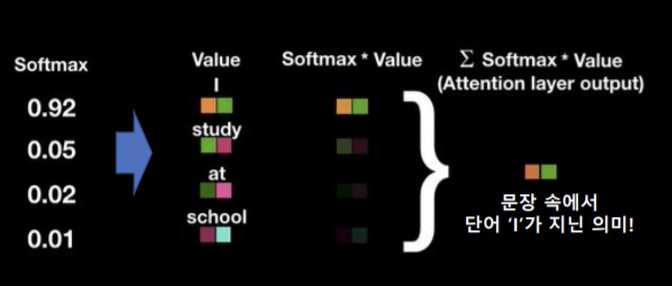 Softmax
0.92
0.05
0.02
0.01
Value
I
study
at
school
Softmax * Value
Σ Softmax * Value
(Attention layer output)
문장 속에서
단어 ‘I’가 지닌 의미!